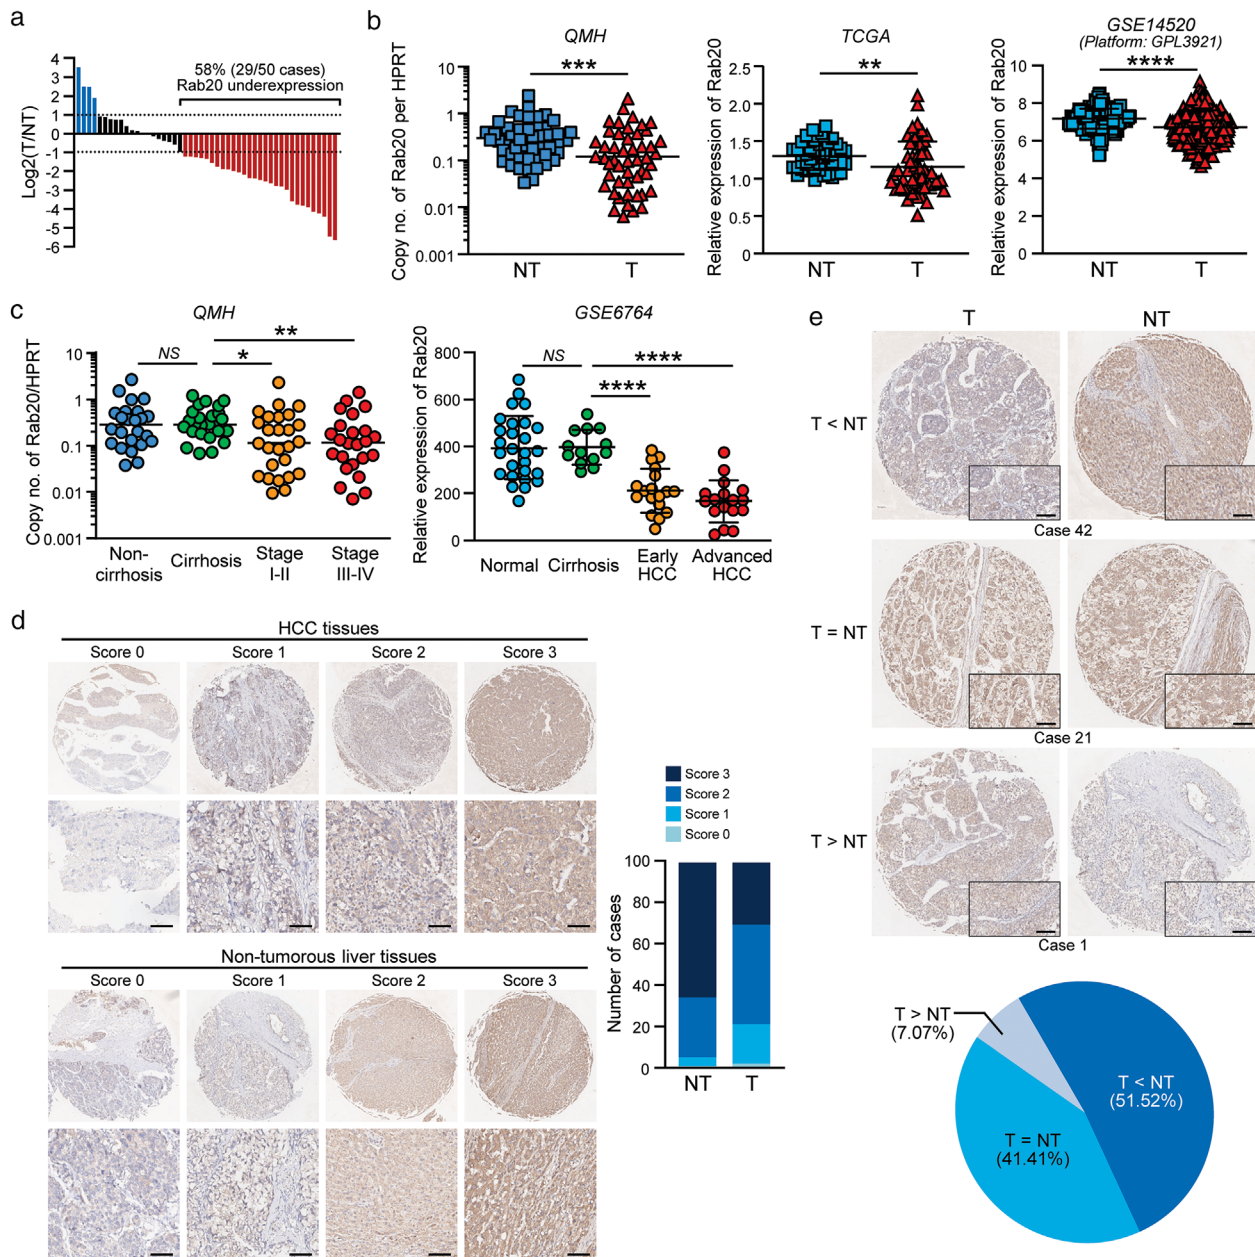 a
4
3
2
1
0
-1
-2
-3
-4
-5
-6
Log2(T/NT)
58% (29/50 cases)
Rab20 underexpression
b
QMH
***
Copy no. of Rab20 per HPRT
10
1
0.1
0.01
0.001
NT T
TCGA
**
Relative expression of Rab20
2.5
2.0
1.5
1.0
0.5
0
NT T
GSE14520
(Platform: GPL3921)
****
Relative expression of Rab20
10
8
6
4
2
0
NT T
c
QMH
**
NS *
Copy no. of Rab20/HPRT
10
1
0.1
0.01
0.001
Non-
cirrhosis
Cirrhosis
Stage
I-II
Stage
III-IV
GSE6764
NS ****
****
Relative expression of Rab20
800
600
400
200
0
Normal
Cirrhosis
Early
HCC
Advanced
HCC
d
HCC tissues
Score 0 Score 1 Score 2 Score 3
Non-tumorous liver tissues
Score 0 Score 1 Score 2 Score 3
Score 3
Score 2
Score 1
Score 0
Number of cases
100
80
60
40
20
0
NT T
e
T NT
T < NT
Case 42
T = NT
Case 21
T > NT
Case 1
T > NT
(7.07%)
T < NT
(51.52%)
T = NT
(41.41%)